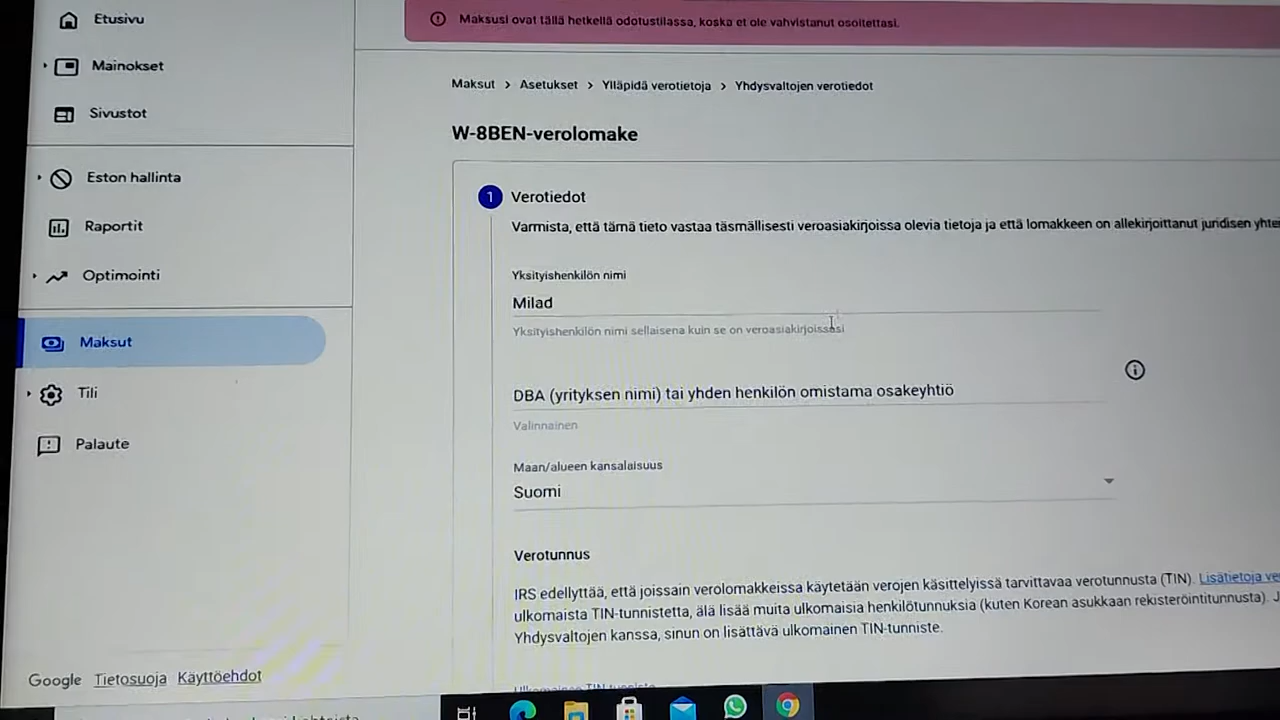 Etusivu
Mainokset
Sivustot
Eston hallinta
Raportit
Optimointi
Maksut
Tili
Palaute
Google Tietosuoja Käyttöehdot
Maksusi ovat tällä hetkellä odotustilassa, koska et ole vahvistanut osoitettasi.
Maksut > Asetukset > Ylläpidä verotietoja > Yhdysvaltojen verotiedot
W-8BEN-verolomake
1 Verotiedot
Varmista, että tämä tieto vastaa täsmällisesti veroasiakirjoissa olevia tietoja ja että lomakkeen on allekirjoittanut juridisen
Yksityishenkilön nimi
Milad
Yksityishenkilön nimi sellaisena kuin se on veroasiakirjoissasi
DBA (yrityksen nimi) tai yhden henkilön omistama osakeyhtiö
Valinnainen
Maan/alueen kansalaisuus
Suomi
Verotunnus
IRS edellyttää, että joissain verolomakkeissa käytetään verojen käsittelyissä tarvittavaa verotunnusta (TIN). Lisätietoja
ulkomaista TIN-tunnistetta, älä lisää muita ulkomaisia henkilötunnuksia (kuten Korean asukkaan rekisteröintitunnusta). J
Yhdysvaltojen kanssa, sinun on lisättävä ulkomainen TIN-tunniste.